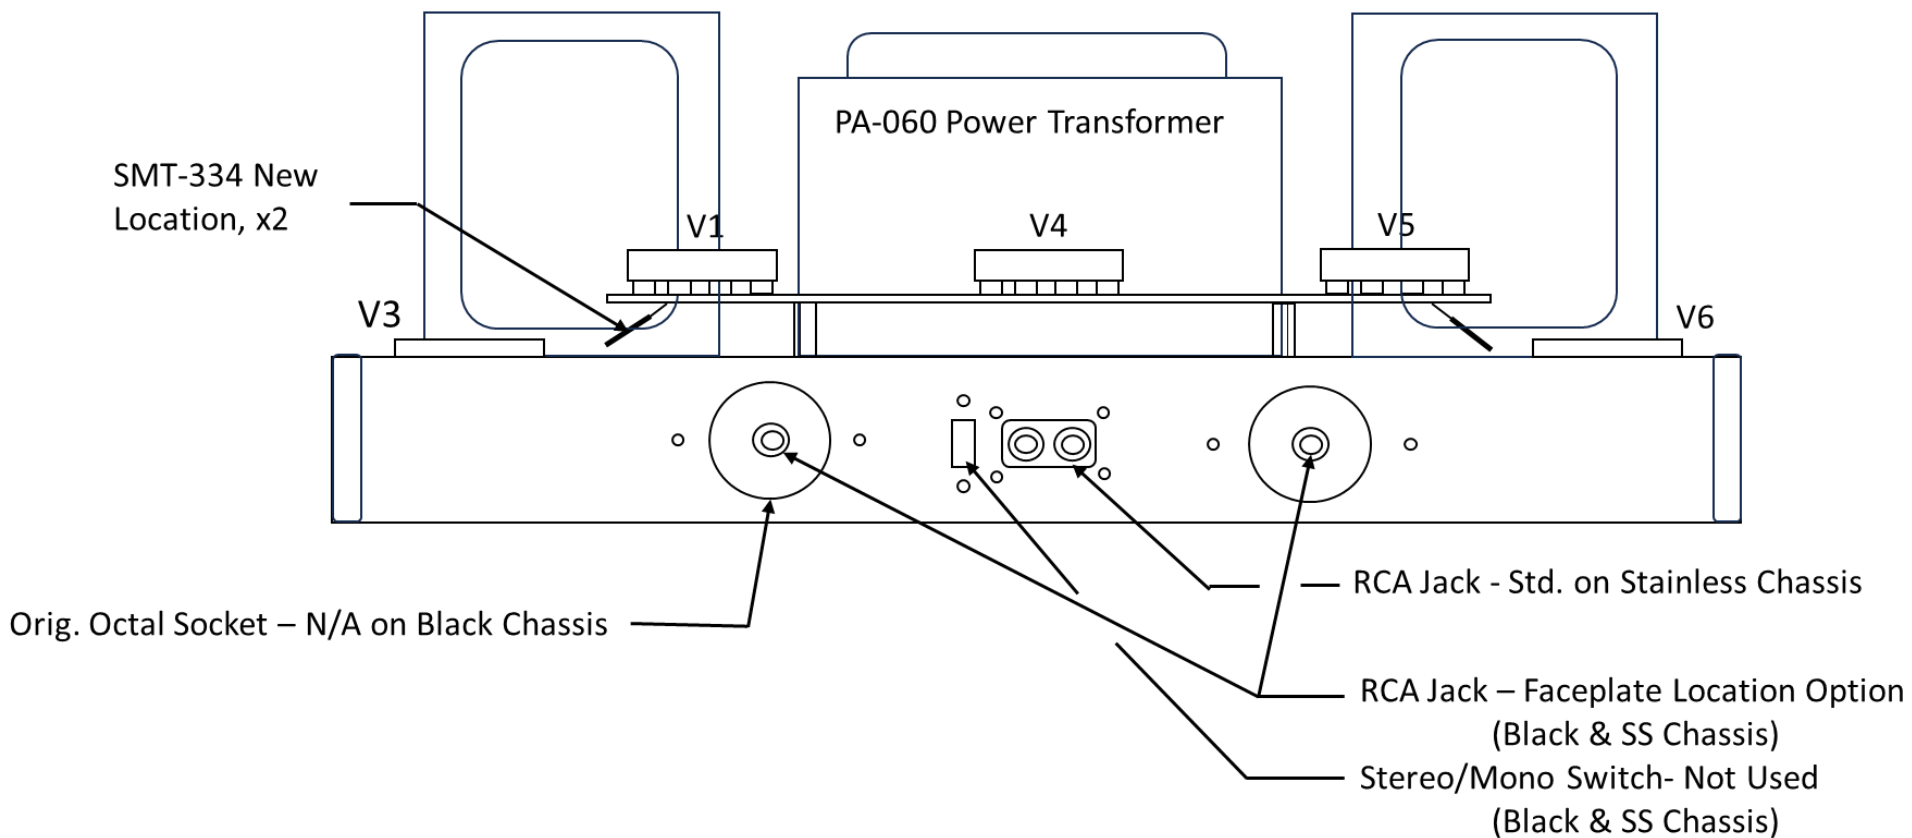 PA-060 Power Transformer
SMT-334 New
Location, x2
V1
V4
V5
V3
V6
RCA Jack - Std. on Stainless Chassis
Orig. Octal Socket – N/A on Black Chassis
RCA Jack – Faceplate Location Option
(Black & SS Chassis)
Stereo/Mono Switch- Not Used
(Black & SS Chassis)